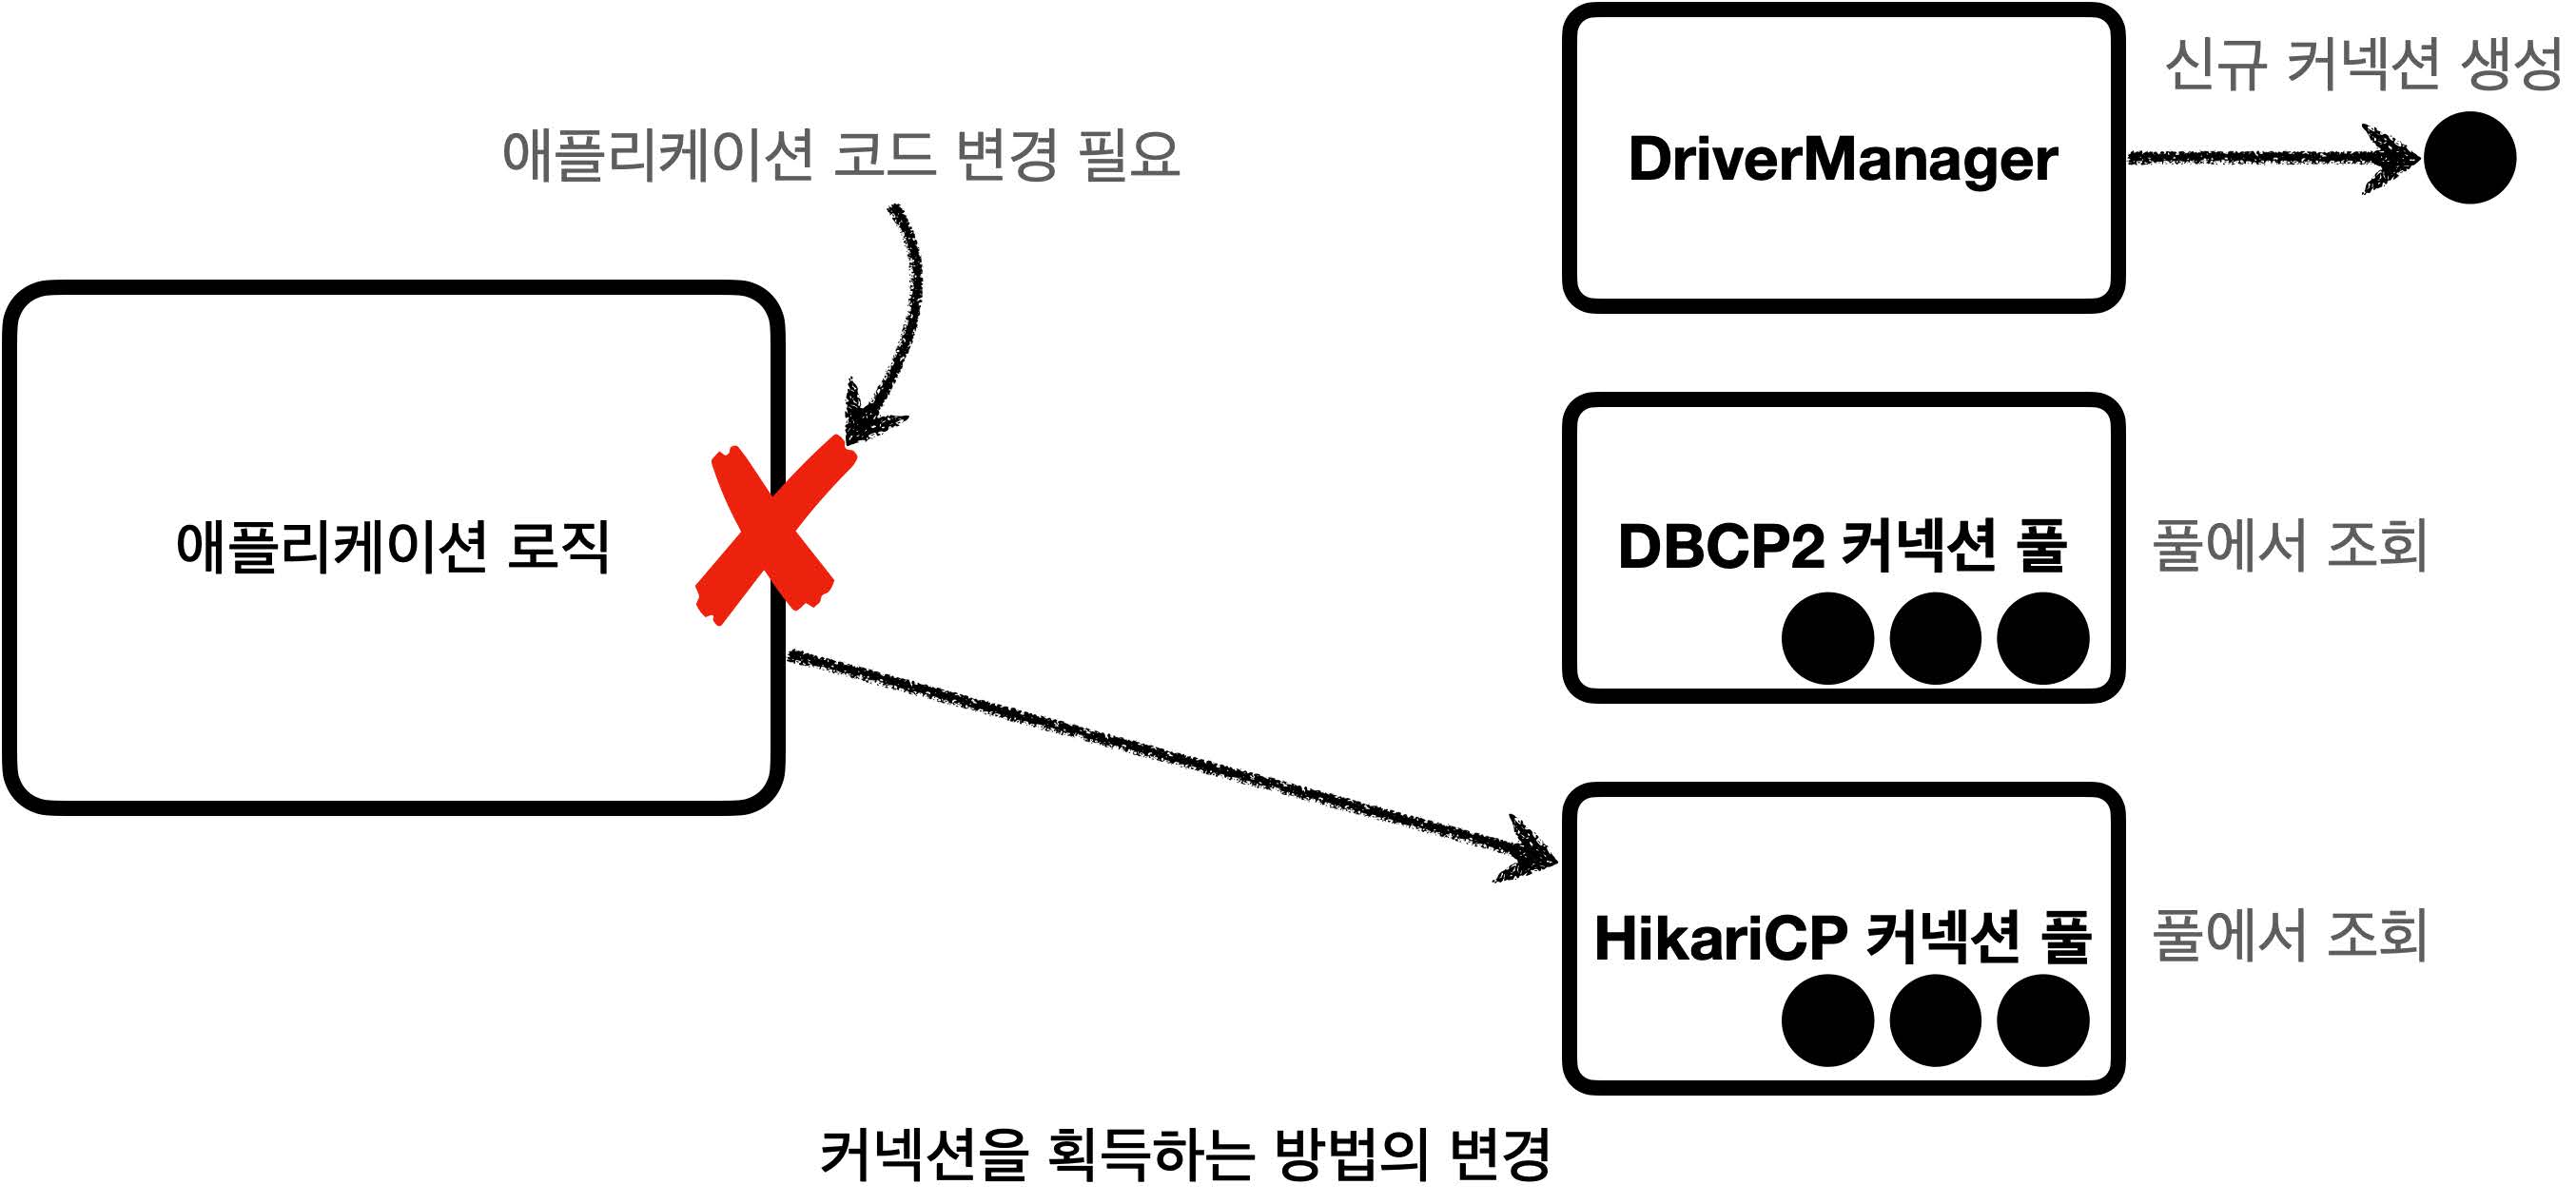 신규 커넥션 생성
애플리케이션 코드 변경 필요
DriverManager
애플리케이션 로직
DBCP2 커넥션 풀
풀에서 조회
HikariCP 커넥션 풀
풀에서 조회
커넥션을 획득하는 방법의 변경